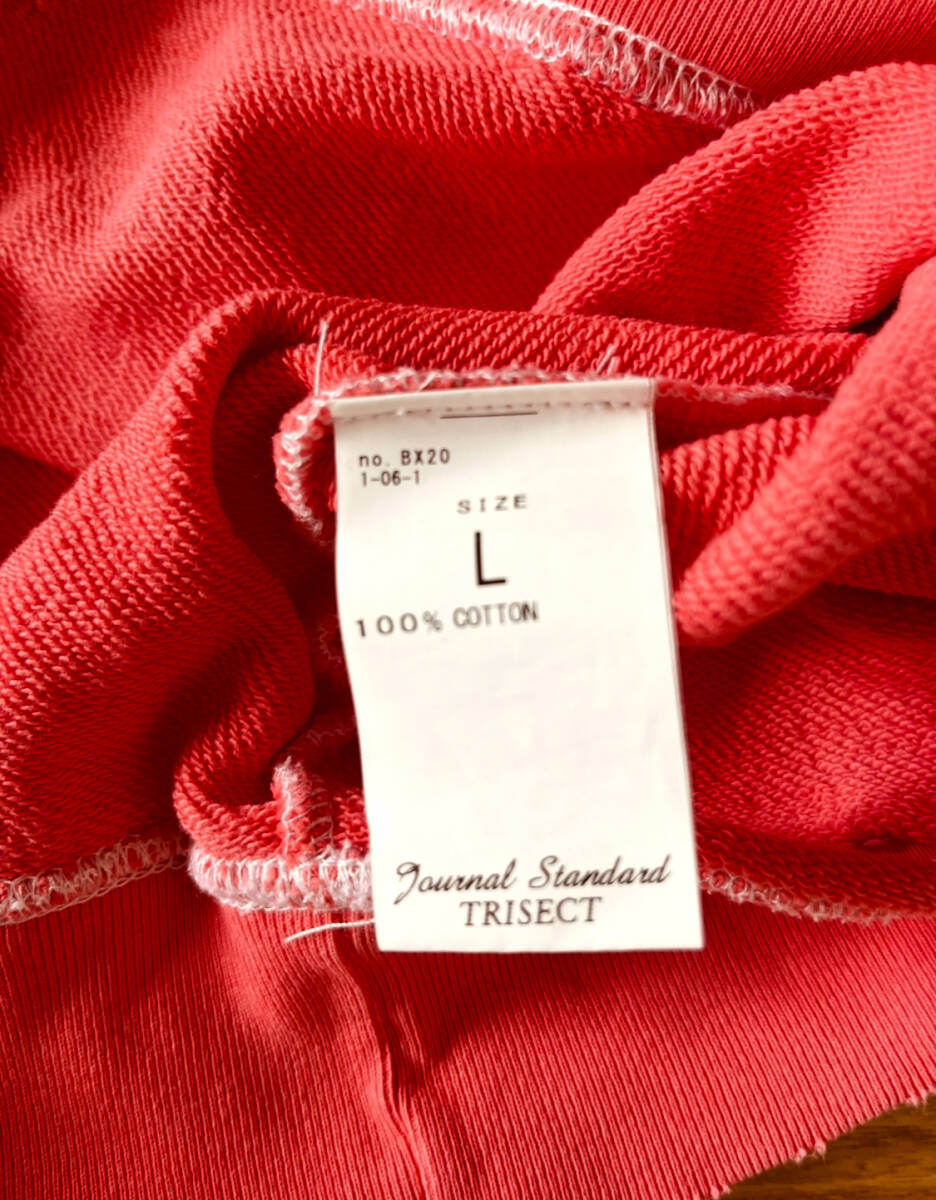 no. BX20
1-06-1
SIZE
L
100% COTTON
Journal Standard
TRISECT